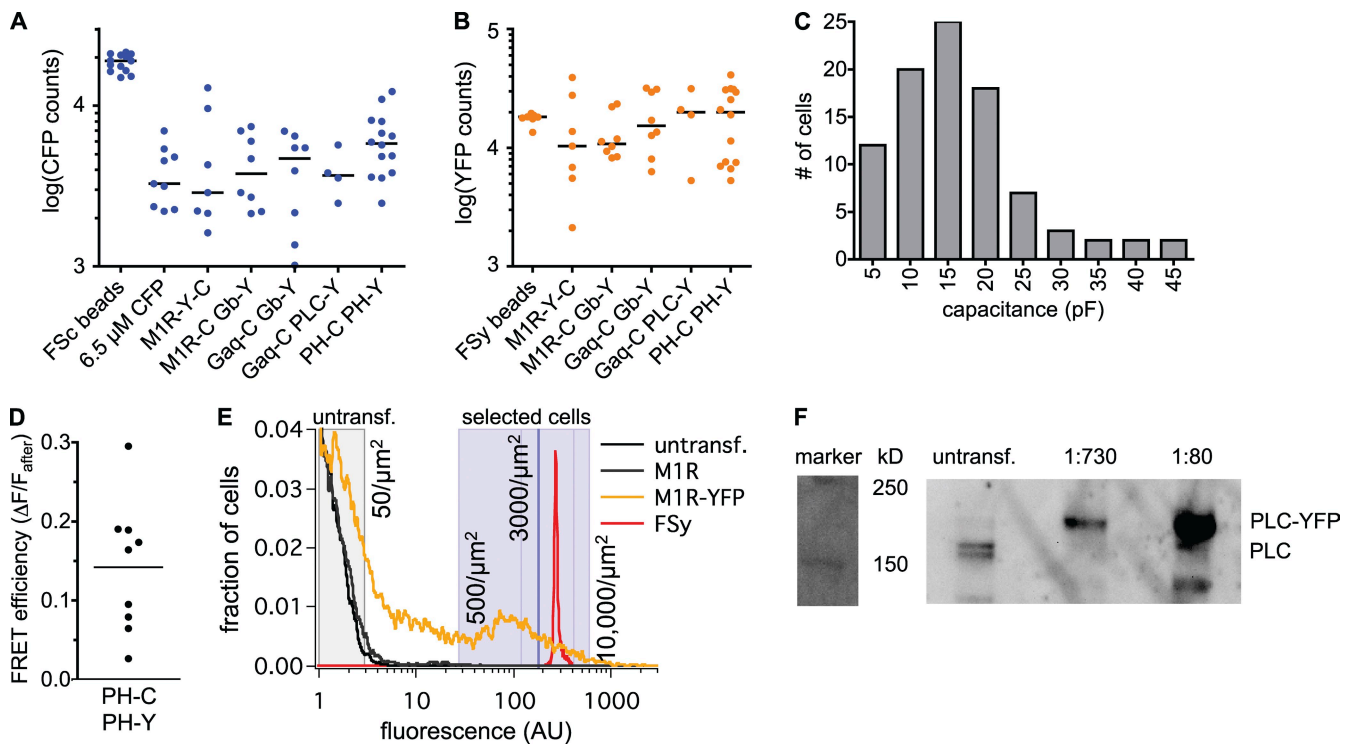 A
log(CFP counts)
4
3
FSc beads
6.5 µM CFP
M1R-Y-C
M1R-C Gb-Y
Gaq-C Gb-Y
Gaq-C PLC-Y
PH-C PH-Y
B
log(YFP counts)
5
4
3
FSy beads
M1R-Y-C
M1R-C Gb-Y
Gaq-C Gb-Y
Gaq-C PLC-Y
PH-C PH-Y
C
# of cells
25
20
15
10
5
0
5
10
15
20
25
30
35
40
45
capacitance (pF)
D
FRET efficiency (ΔF/Fafter)
0.3
0.2
0.1
0.0
PH-C
PH-Y
E
untransf.
selected cells
fraction of cells
0.04
0.03
0.02
0.01
0.00
50/µm²
500/µm²
3000/µm²
10,000/µm²
untransf.
M1R
M1R-YFP
FSy
1
10
100
1000
fluorescence (AU)
F
marker kD untransf. 1:730 1:80
250
150
PLC-YFP
PLC